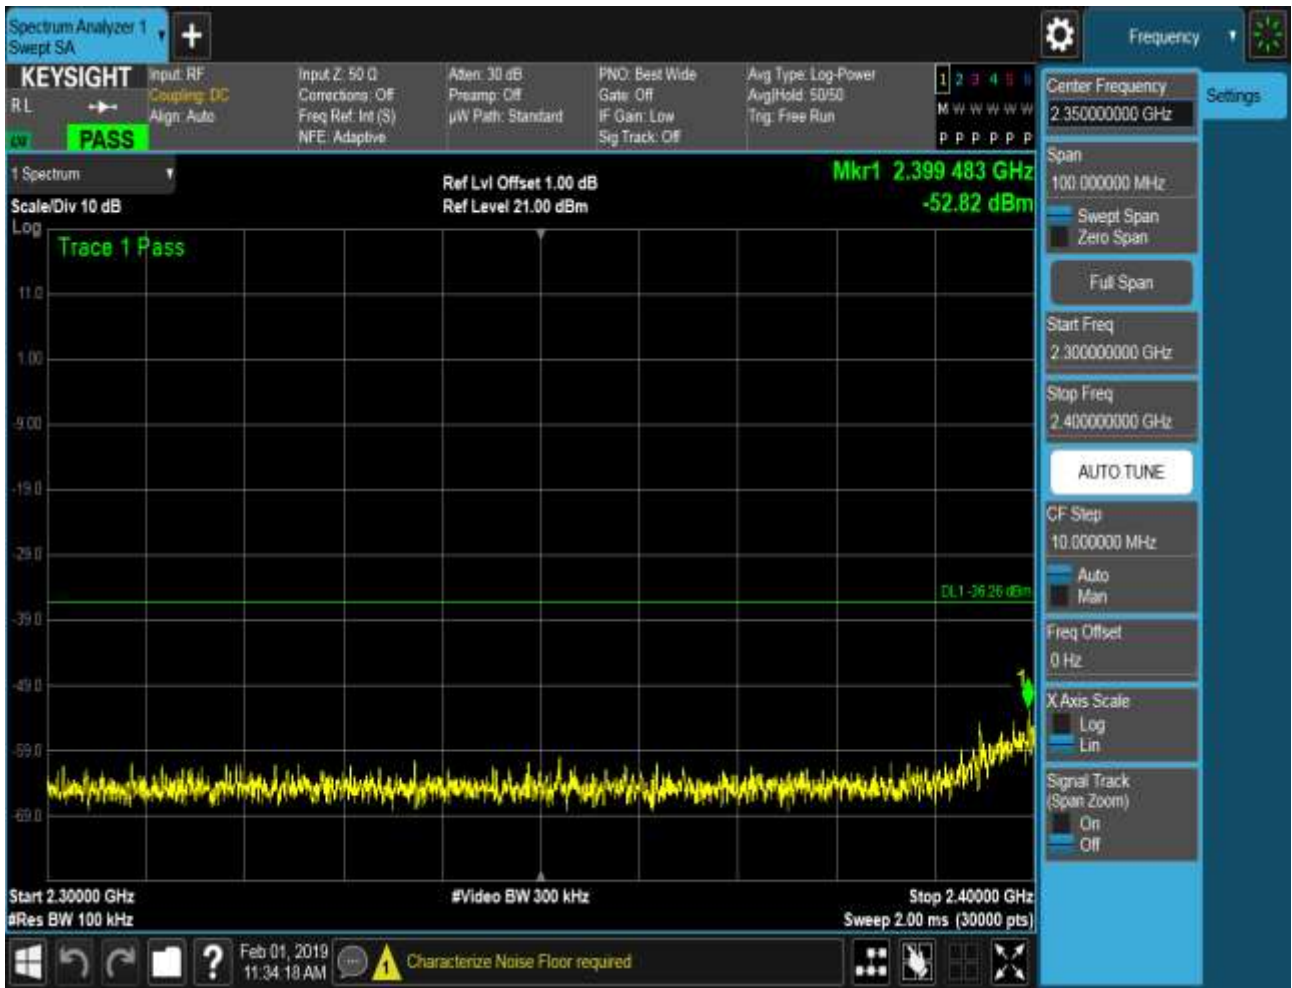 Spectrum Analyzer 1
Swept SA
+
Frequency
KEYSIGHT
R L
PASS
Input: RF
Coupling: DC
Align: Auto
Input Z: 50 Ω
Corrections: Off
Freq Ref: Int (S)
NFE: Adaptive
Atten: 30 dB
Preamp: Off
µW Path: Standard
PNO: Best Wide
Gate: Off
IF Gain: Low
Sig Track: Off
Avg Type: Log-Power
Avg|Hold: 50/50
Trig: Free Run
1 2 3 4 5 6
M W W W W W
P P P P P P
Center Frequency
2.350000000 GHz
Settings
1 Spectrum
Scale/Div 10 dB
Ref Lvl Offset 1.00 dB
Ref Level 21.00 dBm
Mkr1 2.399 483 GHz
-52.82 dBm
Log
Trace 1 Pass
11.0
1.00
-9.00
-19.0
-29.0
-39.0
-49.0
-59.0
-69.0
DL1 -36.26 dBm
1
Start 2.30000 GHz
#Video BW 300 kHz
Stop 2.40000 GHz
#Res BW 100 kHz
Sweep 2.00 ms (30000 pts)
Span
100.000000 MHz
Swept Span
Zero Span
Full Span
Start Freq
2.300000000 GHz
Stop Freq
2.400000000 GHz
AUTO TUNE
CF Step
10.000000 MHz
Auto
Man
Freq Offset
0 Hz
X Axis Scale
Log
Lin
Signal Track
(Span Zoom)
On
Off
?
Feb 01, 2019
11:34:18 AM
1
Characterize Noise Floor required